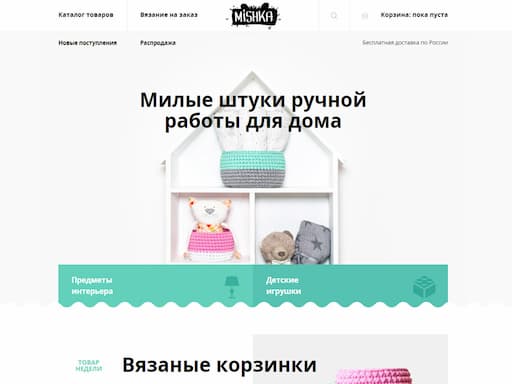 Каталог товаров
Вязание на заказ
MiSHKA
Корзина: пока пуста
Новые поступления
Распродажа
Бесплатная доставка по России
Милые штуки ручной
работы для дома
Предметы
интерьера
Детские
игрушки
ТОВАР
НЕДЕЛИ
Вязаные корзинки